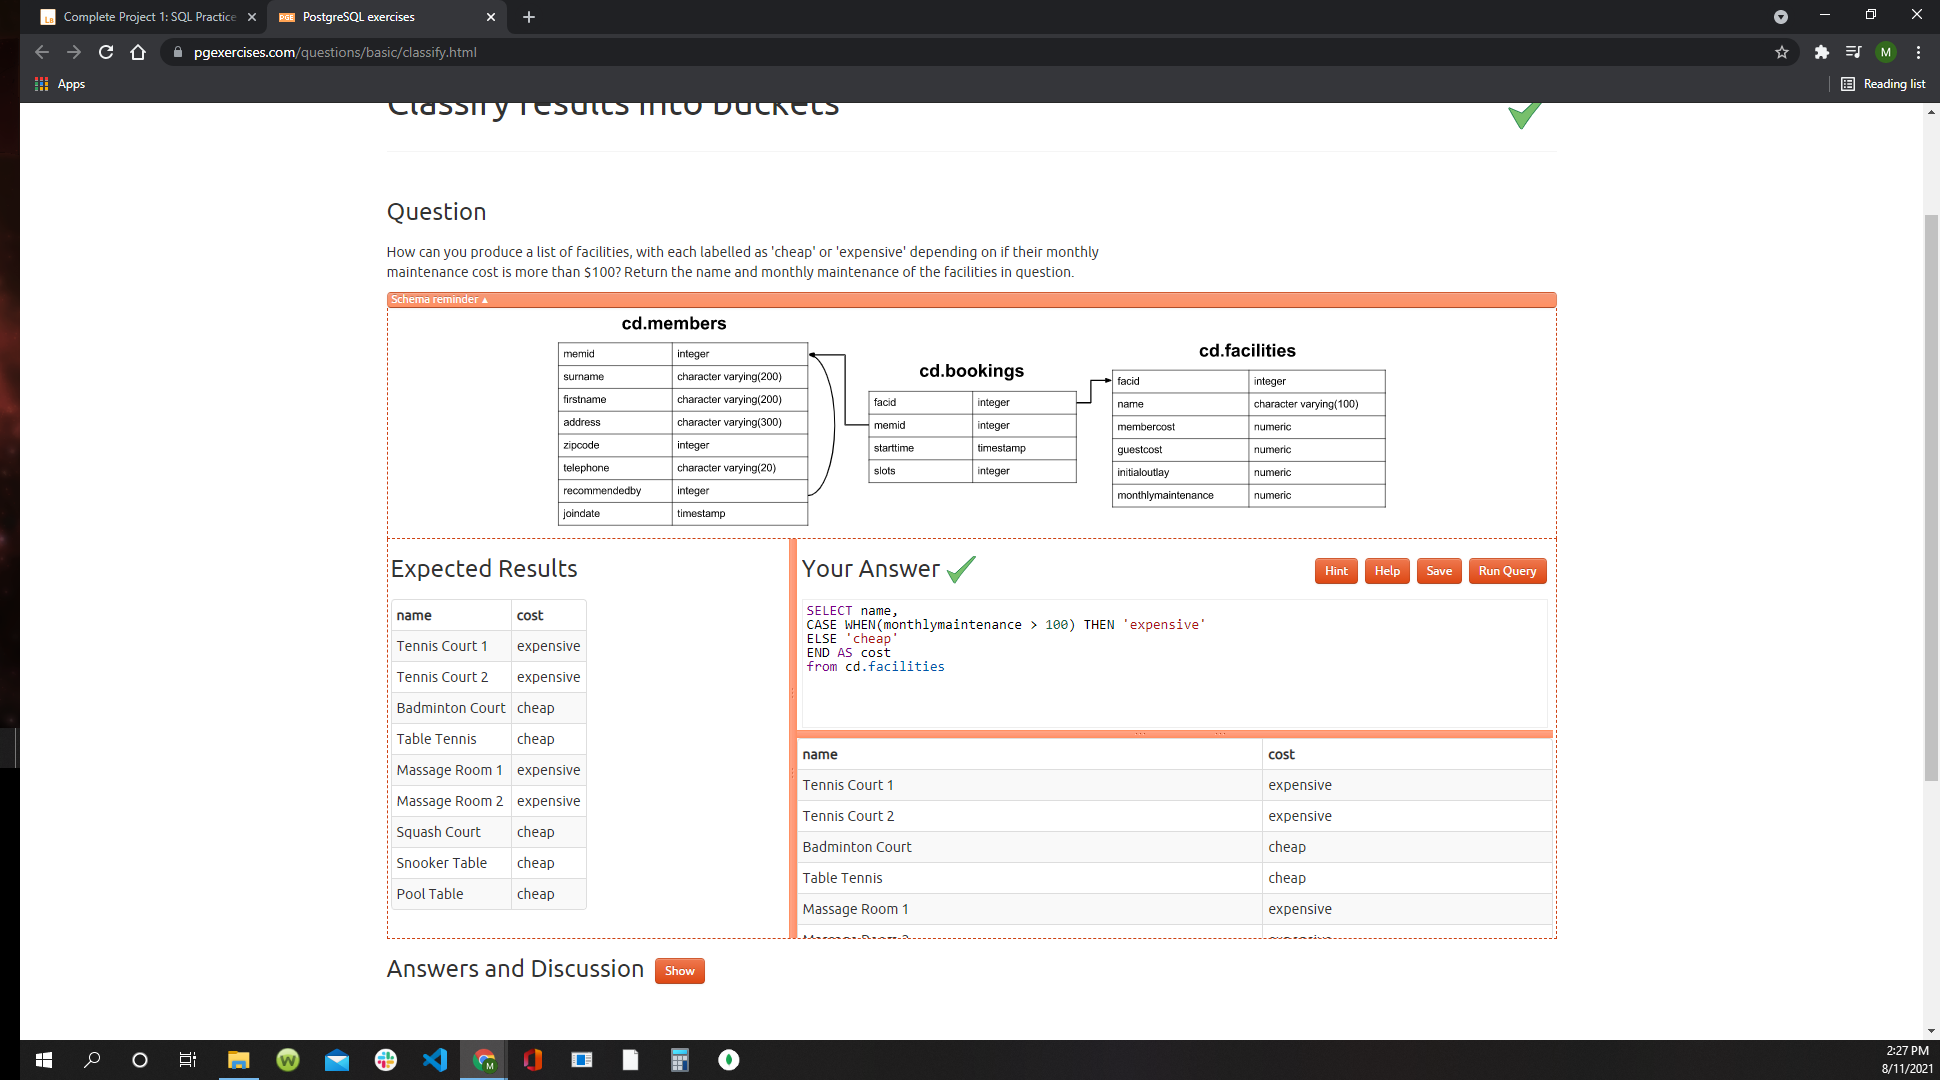 Complete Project 1: SQL Practice
PostgreSQL exercises
pgexercises.com/questions/basic/classify.html
M
Apps
Reading list
Classify results into buckets
Question
How can you produce a list of facilities, with each labelled as 'cheap' or 'expensive' depending on if their monthly
maintenance cost is more than $100? Return the name and monthly maintenance of the facilities in question.
Schema reminder ▴
cd.members
memid integer
surname character varying(200)
firstname character varying(200)
address character varying(300)
zipcode integer
telephone character varying(20)
recommendedby integer
joindate timestamp
cd.bookings
facid integer
memid integer
starttime timestamp
slots integer
cd.facilities
facid integer
name character varying(100)
membercost numeric
guestcost numeric
initialoutlay numeric
monthlymaintenance numeric
Expected Results
name cost
Tennis Court 1 expensive
Tennis Court 2 expensive
Badminton Court cheap
Table Tennis cheap
Massage Room 1 expensive
Massage Room 2 expensive
Squash Court cheap
Snooker Table cheap
Pool Table cheap
Your Answer
Hint Help Save Run Query
SELECT name,
CASE WHEN(monthlymaintenance > 100) THEN 'expensive'
ELSE 'cheap'
END AS cost
from cd.facilities
name cost
Tennis Court 1 expensive
Tennis Court 2 expensive
Badminton Court cheap
Table Tennis cheap
Massage Room 1 expensive
Massage Room 2 expensive
Answers and Discussion Show
2:27 PM
8/11/2021